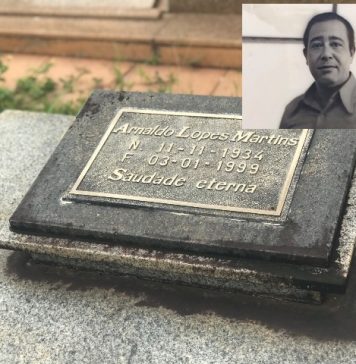 Arnaldo Lopes Martins
N 11-11-1934
F 03-01-1999
Saudade eterna